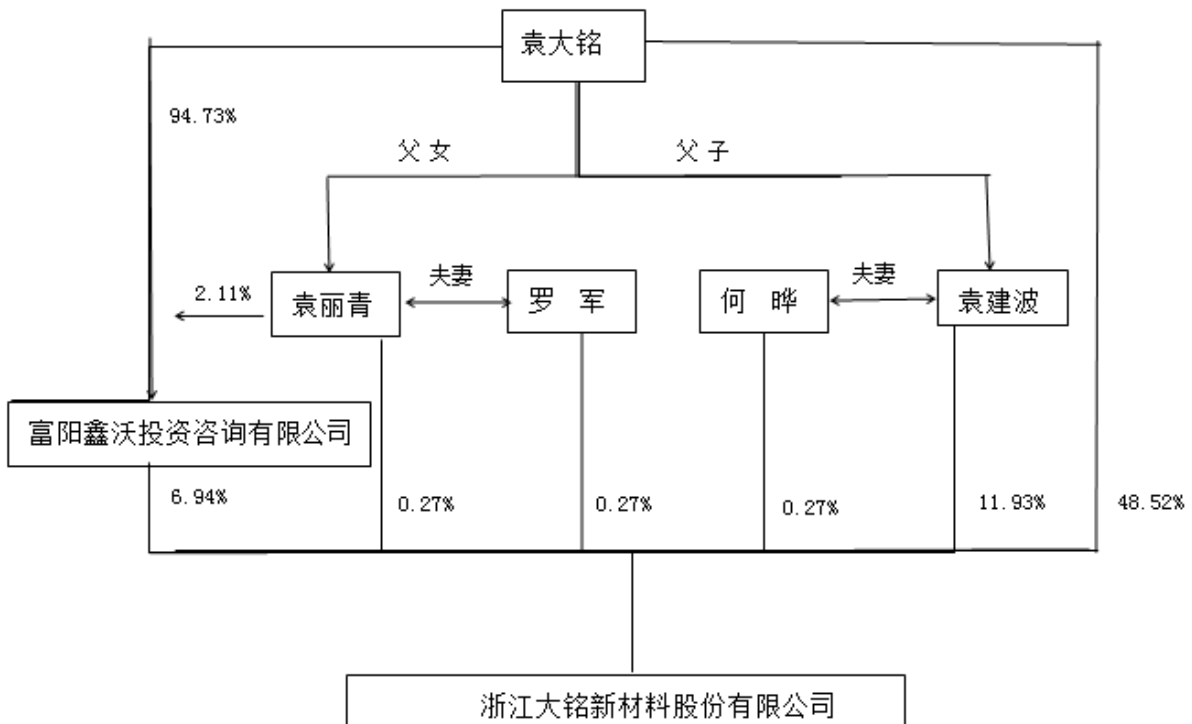 袁大铭
94.73%
父女
父子
2.11%
袁丽青
夫妻
罗 军
何 晔
夫妻
袁建波
富阳鑫沃投资咨询有限公司
6.94%
0.27%
0.27%
0.27%
11.93%
48.52%
浙江大铭新材料股份有限公司